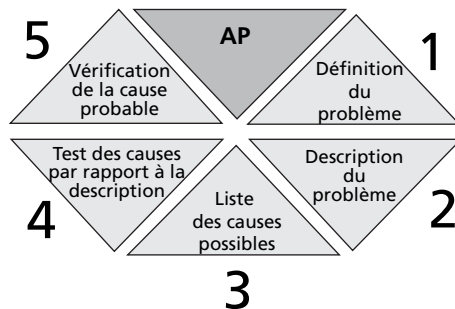 AP
1
Définition
du
problème
2
Description
du
problème
3
Liste
des causes
possibles
4
Test des causes
par rapport à la
description
5
Vérification
de la cause
probable